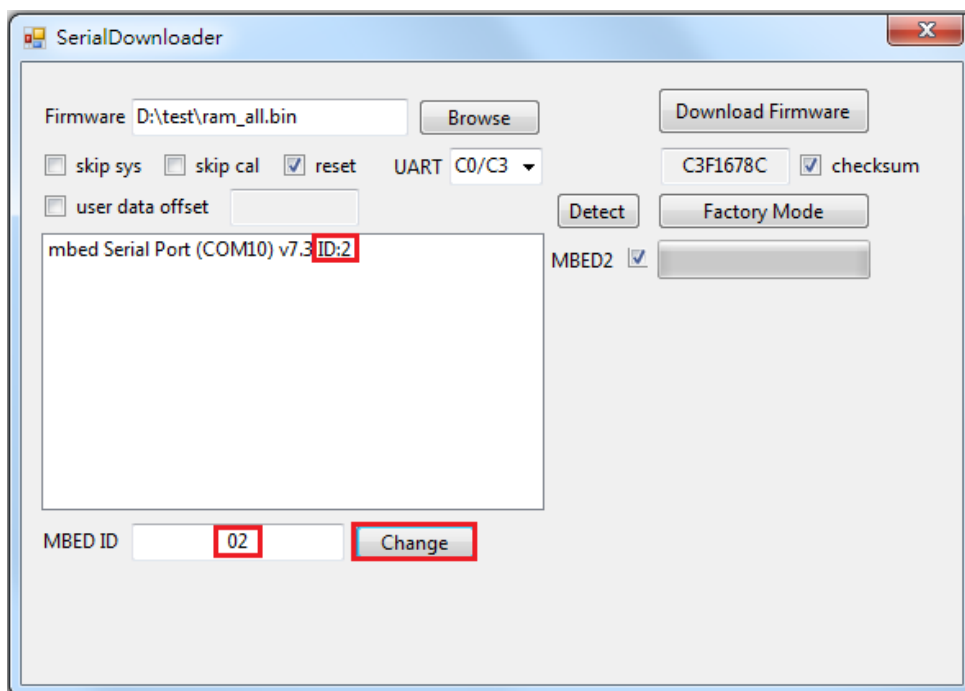 SerialDownloader
Firmware D:\test\ram_all.bin Browse Download Firmware
skip sys skip cal reset UART C0/C3 C3F1678C checksum
user data offset Detect Factory Mode
mbed Serial Port (COM10) v7.3 ID:2 MBED2
MBED ID 02 Change